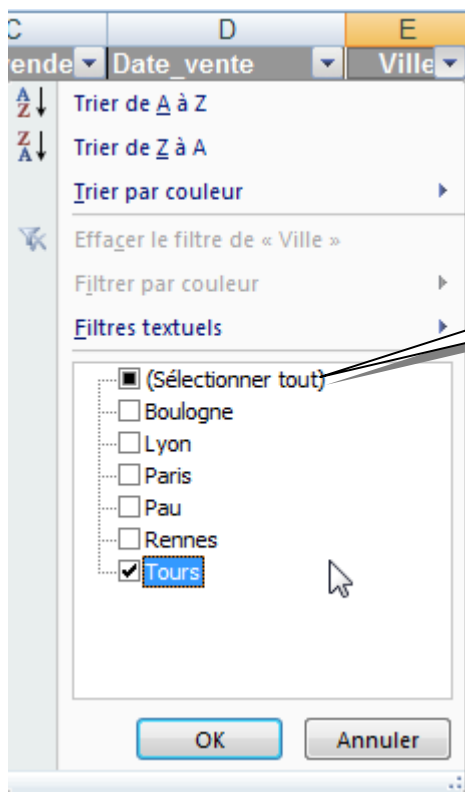 C D E
ende Date_vente Ville
Trier de A à Z
Trier de Z à A
Trier par couleur
Effacer le filtre de « Ville »
Filtrer par couleur
Filtres textuels
(Sélectionner tout)
Boulogne
Lyon
Paris
Pau
Rennes
Tours
OK Annuler